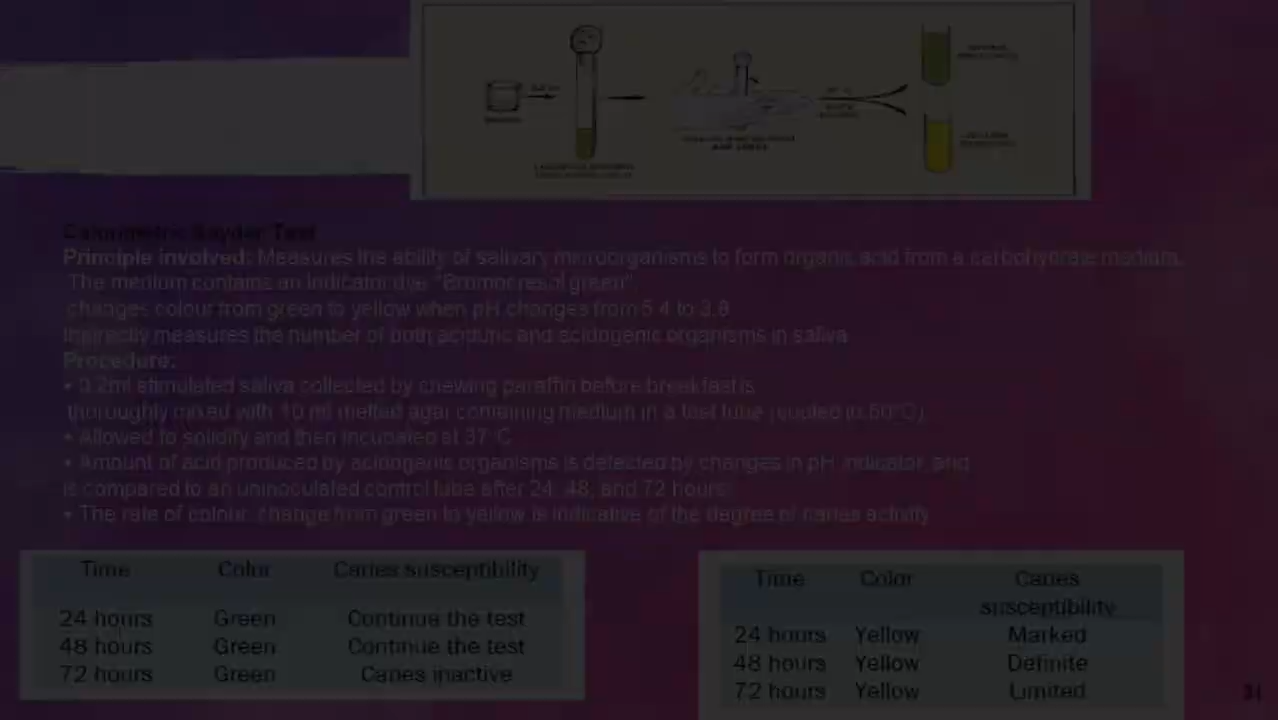 Colorimetric Snyder Test
Principle involved: Measures the ability of salivary microorganisms to form organic acid from a carbohydrate medium.
The medium contains an indicator dye "Bromocresol green".
changes colour from green to yellow when pH changes from 5.4 to 3.8
Indirectly measures the number of both aciduric and acidogenic organisms in saliva
Procedure:
• 0.2ml stimulated saliva collected by chewing paraffin before breakfast is
thoroughly mixed with 10 ml melted agar containing medium in a test tube (cooled to 50°C)
• Allowed to solidify and then incubated at 37°C
• Amount of acid produced by acidogenic organisms is detected by changes in pH indicator and
is compared to an uninoculated control tube after 24, 48, and 72 hours.
• The rate of colour change from green to yellow is indicative of the degree of caries activity
Time Color Caries susceptibility
24 hours Green Continue the test
48 hours Green Continue the test
72 hours Green Caries inactive
Time Color Caries
susceptibility
24 hours Yellow Marked
48 hours Yellow Definite
72 hours Yellow Limited